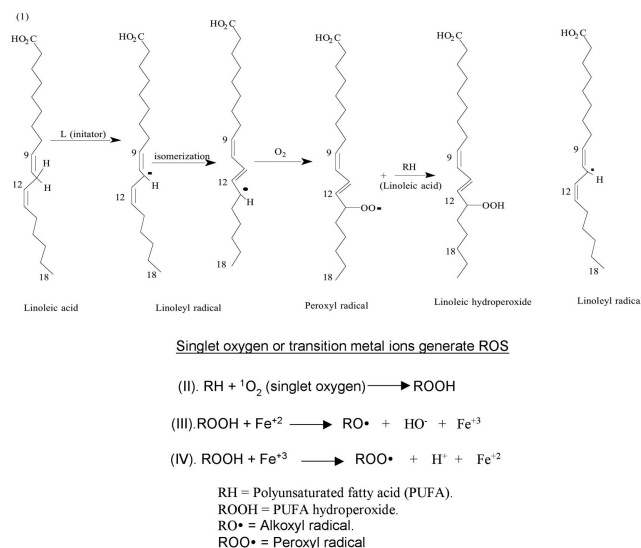 (1)
HO₂C HO₂C HO₂C HO₂C HO₂C
L (initator) isomerization O₂ + RH
(Linoleic acid)
9 9 9 9 9
H
H H
12 12 12 12 12 H
H OO• OOH
18 18 18 18 18
Linoleic acid Linoleyl radical Peroxyl radical Linoleic hydroperoxide Linoleyl radica
Singlet oxygen or transition metal ions generate ROS
(II). RH + ¹O₂ (singlet oxygen) ⟶ ROOH
(III).ROOH + Fe⁺² ⟶ RO• + HO⁻ + Fe⁺³
(IV). ROOH + Fe⁺³ ⟶ ROO• + H⁺ + Fe⁺²
RH = Polyunsaturated fatty acid (PUFA).
ROOH = PUFA hydroperoxide.
RO• = Alkoxyl radical.
ROO• = Peroxyl radical